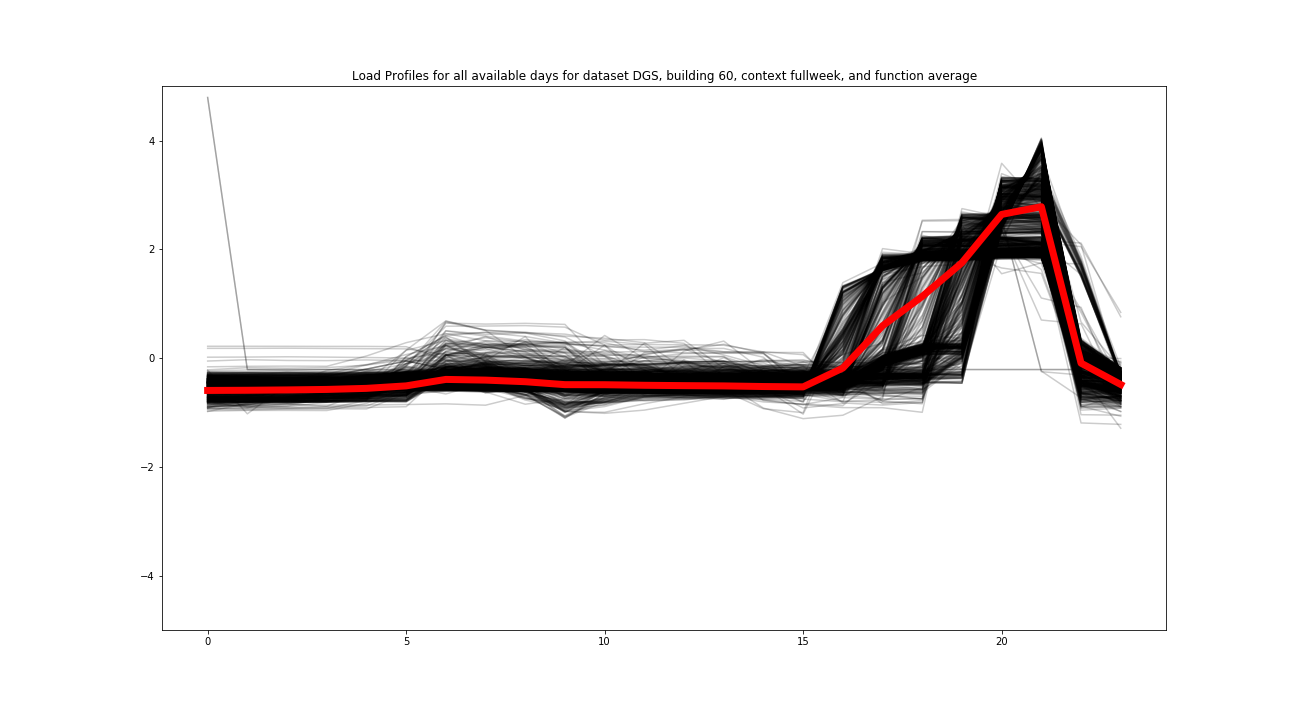 Load Profiles for all available days for dataset DGS, building 60, context fullweek, and function average
4
2
0
−2
−4
0 5 10 15 20